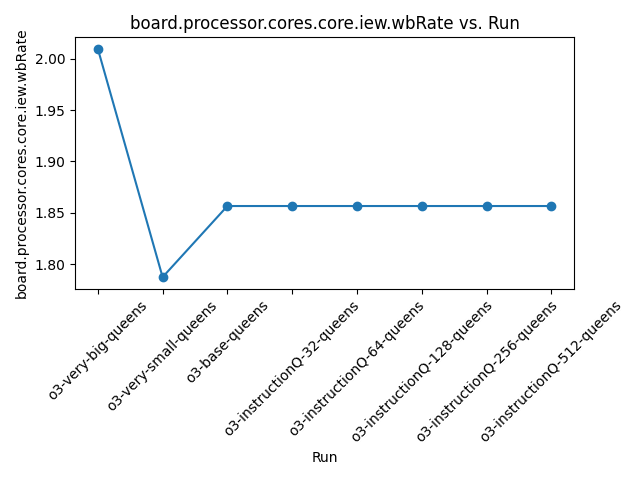 board.processor.cores.core.iew.wbRate vs. Run
board.processor.cores.core.iew.wbRate
2.00
1.95
1.90
1.85
1.80
o3-very-big-queens
o3-very-small-queens
o3-base-queens
o3-instructionQ-32-queens
o3-instructionQ-64-queens
o3-instructionQ-128-queens
o3-instructionQ-256-queens
o3-instructionQ-512-queens
Run